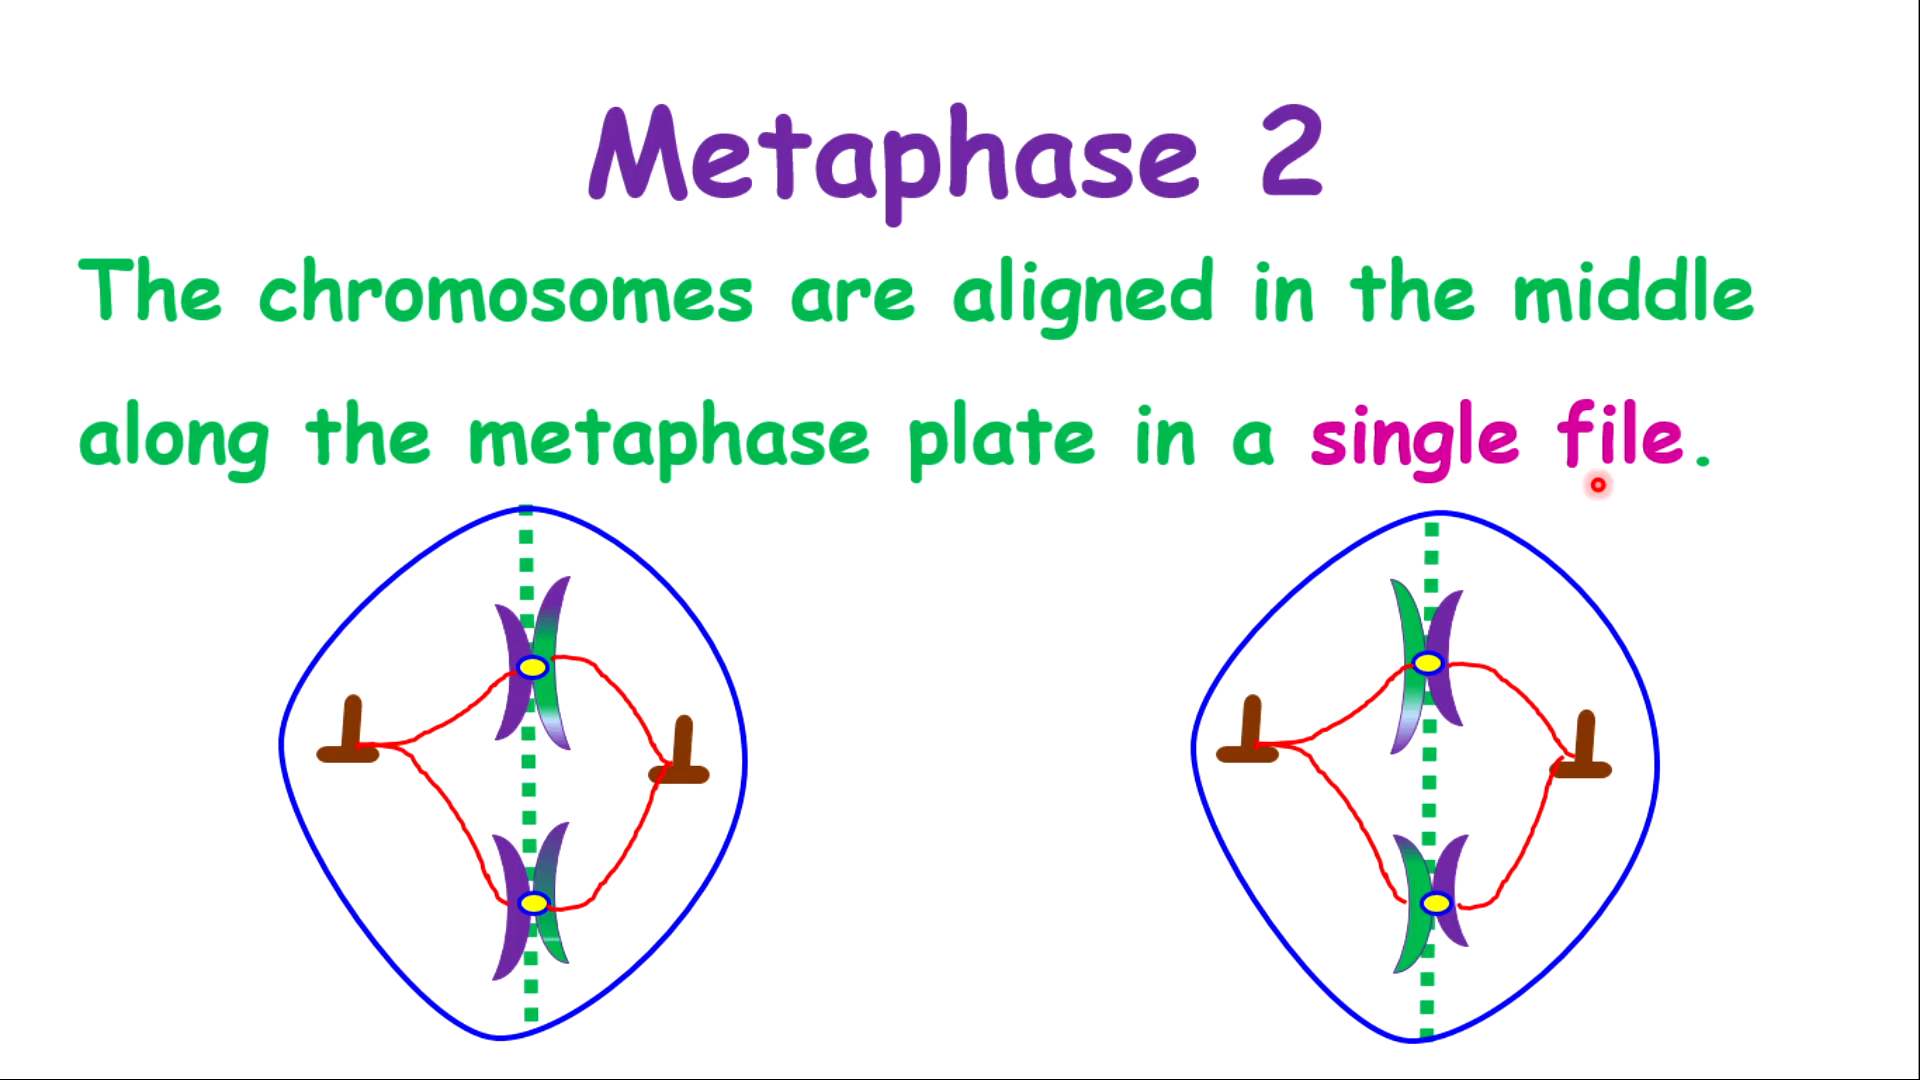 Metaphase 2
The chromosomes are aligned in the middle
along the metaphase plate in a single file.